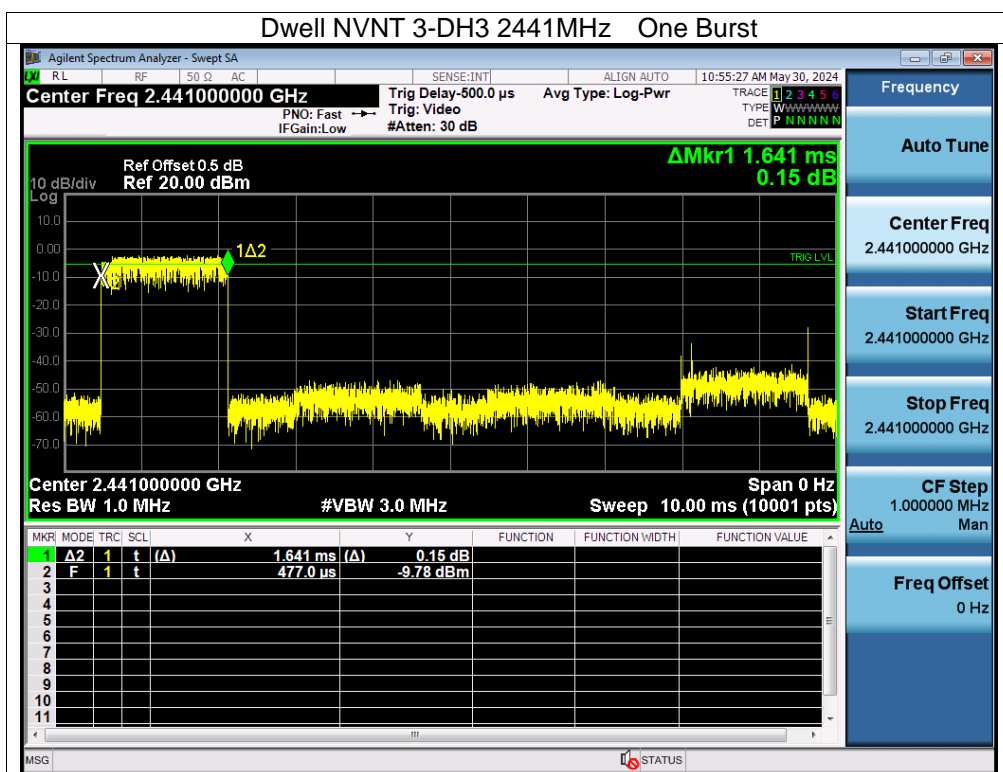 Dwell NVNT 3-DH3 2441MHz One Burst
Agilent Spectrum Analyzer - Swept SA
LXI RL RF 50 Ω AC SENSE:INT ALIGN AUTO 10:55:27 AM May 30, 2024
Center Freq 2.441000000 GHz Trig Delay-500.0 µs Avg Type: Log-Pwr TRACE 1 2 3 4 5 6
PNO: Fast Trig: Video TYPE WWWWWW
IFGain:Low #Atten: 30 dB DET P N N N N N
Frequency
Auto Tune
Center Freq
2.441000000 GHz
Start Freq
2.441000000 GHz
Stop Freq
2.441000000 GHz
CF Step
1.000000 MHz
Auto Man
Freq Offset
0 Hz
ΔMkr1 1.641 ms
0.15 dB
Ref Offset 0.5 dB
10 dB/div Ref 20.00 dBm
Log
10.0
0.00
-10.0
-20.0
-30.0
-40.0
-50.0
-60.0
-70.0
1Δ2
TRIG LVL
Center 2.441000000 GHz Span 0 Hz
Res BW 1.0 MHz #VBW 3.0 MHz Sweep 10.00 ms (10001 pts)
MKR MODE TRC SCL X Y FUNCTION FUNCTION WIDTH FUNCTION VALUE
1 Δ2 1 t (Δ) 1.641 ms (Δ) 0.15 dB
2 F 1 t 477.0 µs -9.78 dBm
3
4
5
6
7
8
9
10
11
MSG STATUS